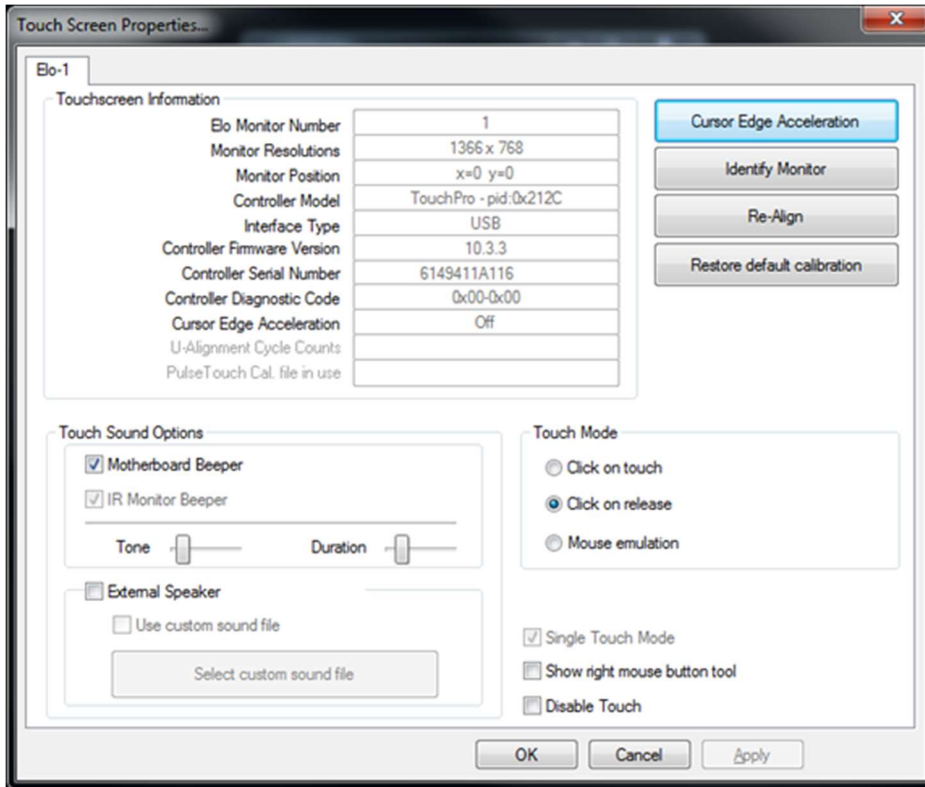 Touch Screen Properties...
Elo-1
Touchscreen Information
Elo Monitor Number 1
Monitor Resolutions 1366 x 768
Monitor Position x=0 y=0
Controller Model TouchPro - pid:0x212C
Interface Type USB
Controller Firmware Version 10.3.3
Controller Serial Number 6149411A116
Controller Diagnostic Code 0x00-0x00
Cursor Edge Acceleration Off
U-Alignment Cycle Counts
PulseTouch Cal. file in use
Cursor Edge Acceleration
Identify Monitor
Re-Align
Restore default calibration
Touch Sound Options
Motherboard Beeper
IR Monitor Beeper
Tone Duration
External Speaker
Use custom sound file
Select custom sound file
Touch Mode
Click on touch
Click on release
Mouse emulation
Single Touch Mode
Show right mouse button tool
Disable Touch
OK Cancel Apply